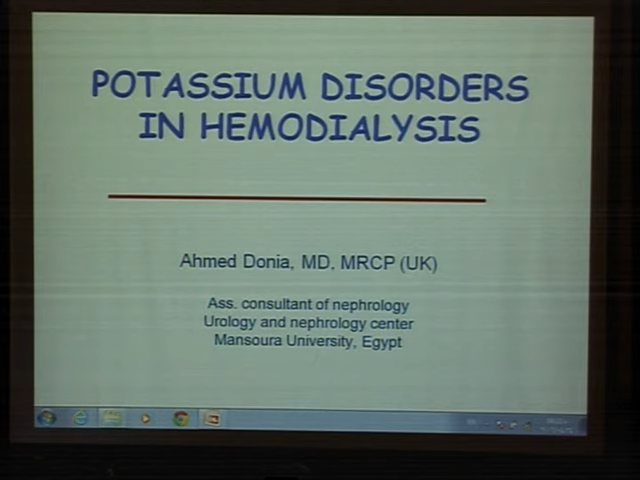 POTASSIUM DISORDERS
IN HEMODIALYSIS
Ahmed Donia, MD, MRCP (UK)
Ass. consultant of nephrology
Urology and nephrology center
Mansoura University, Egypt